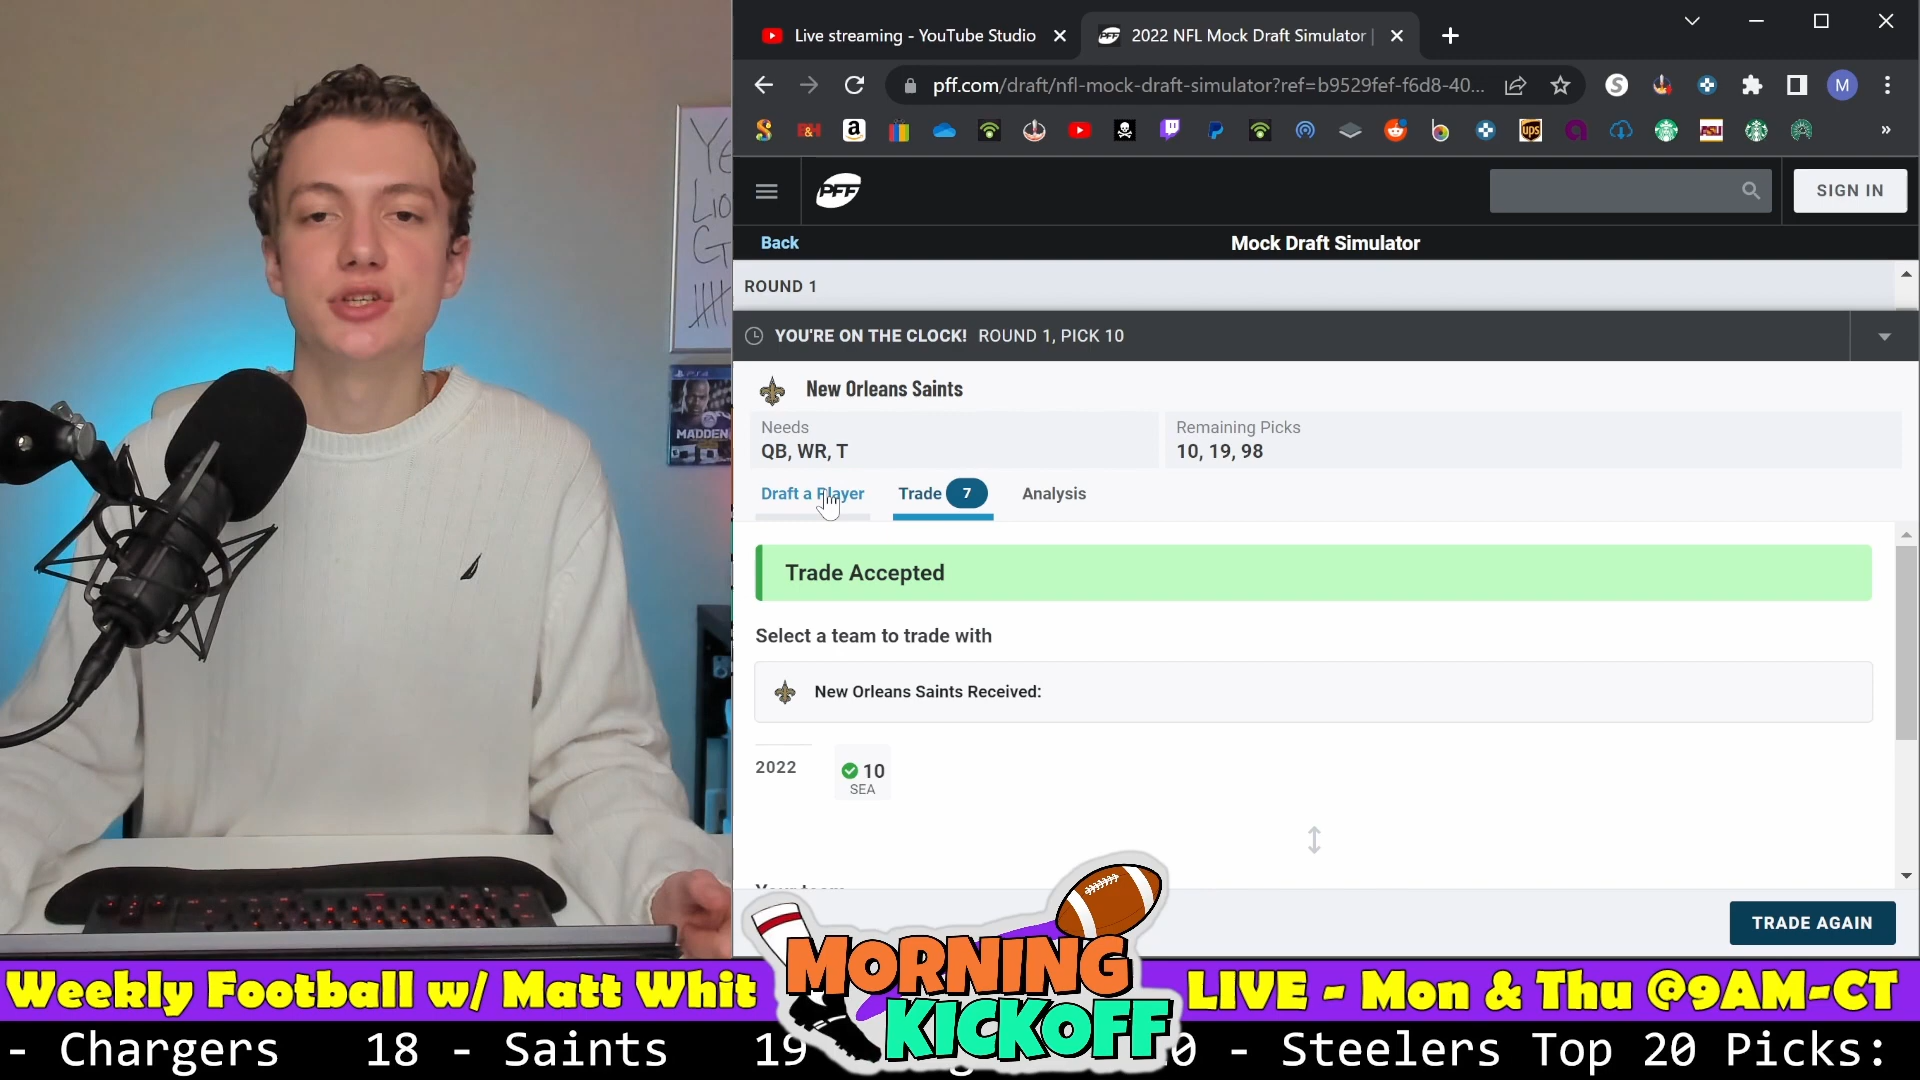 Live streaming - YouTube Studio
2022 NFL Mock Draft Simulator |
pff.com/draft/nfl-mock-draft-simulator?ref=b9529fef-f6d8-40...
S
M
a
ups
»
PFF
SIGN IN
Back
Mock Draft Simulator
ROUND 1
YOU'RE ON THE CLOCK! ROUND 1, PICK 10
New Orleans Saints
Needs
QB, WR, T
Remaining Picks
10, 19, 98
Draft a Player
Trade 7
Analysis
Trade Accepted
Select a team to trade with
New Orleans Saints Received:
2022
10
SEA
TRADE AGAIN
PS4
MADDEN
MORNING
KICKOFF
Weekly Football w/ Matt Whit
LIVE - Mon & Thu @9AM-CT
- Chargers 18 - Saints 19
0 - Steelers Top 20 Picks: